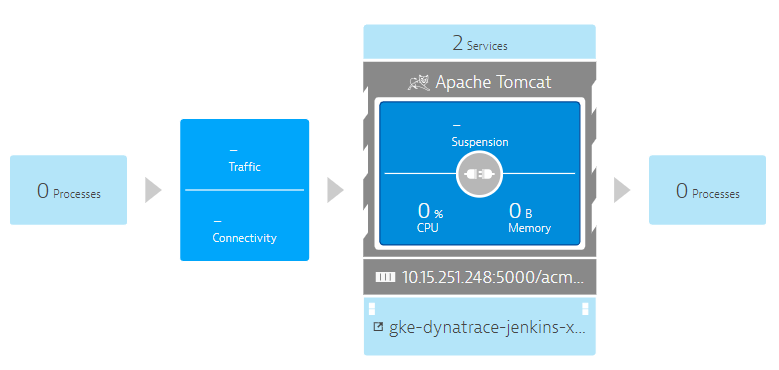 2 Services
Apache Tomcat
–
Suspension
0 %
CPU
0 B
Memory
10.15.251.248:5000/acm...
gke-dynatrace-jenkins-x...
0 Processes
–
Traffic
–
Connectivity
0 Processes